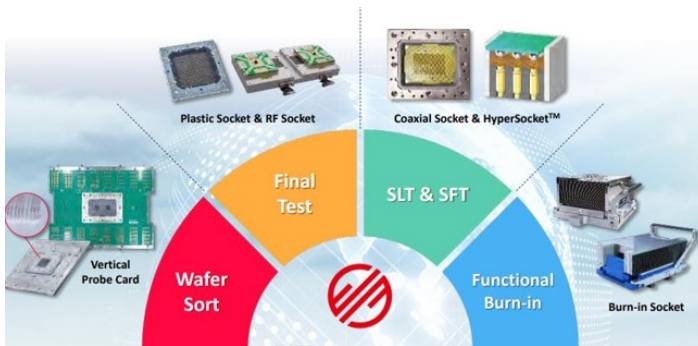 Plastic Socket & RF Socket
Coaxial Socket & HyperSocket™
Final
Test
SLT & SFT
Vertical
Probe Card
Wafer
Sort
Functional
Burn-in
Burn-in Socket